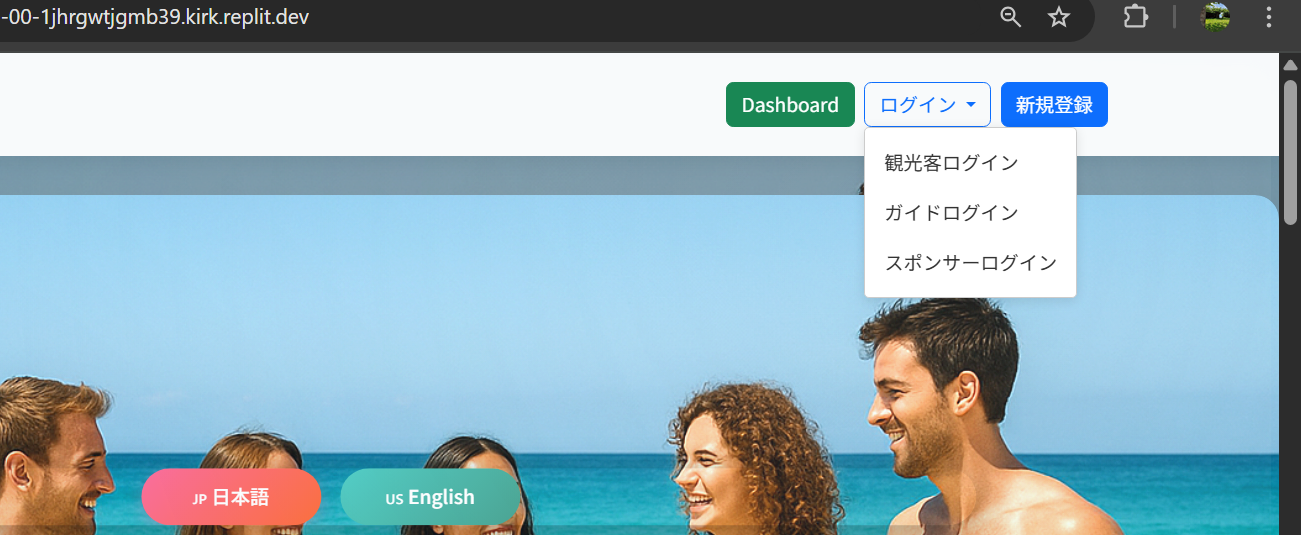 -00-1jhrgwtjgmb39.kirk.replit.dev
Dashboard ログイン 新規登録
観光客ログイン
ガイドログイン
スポンサーログイン
JP 日本語 US English